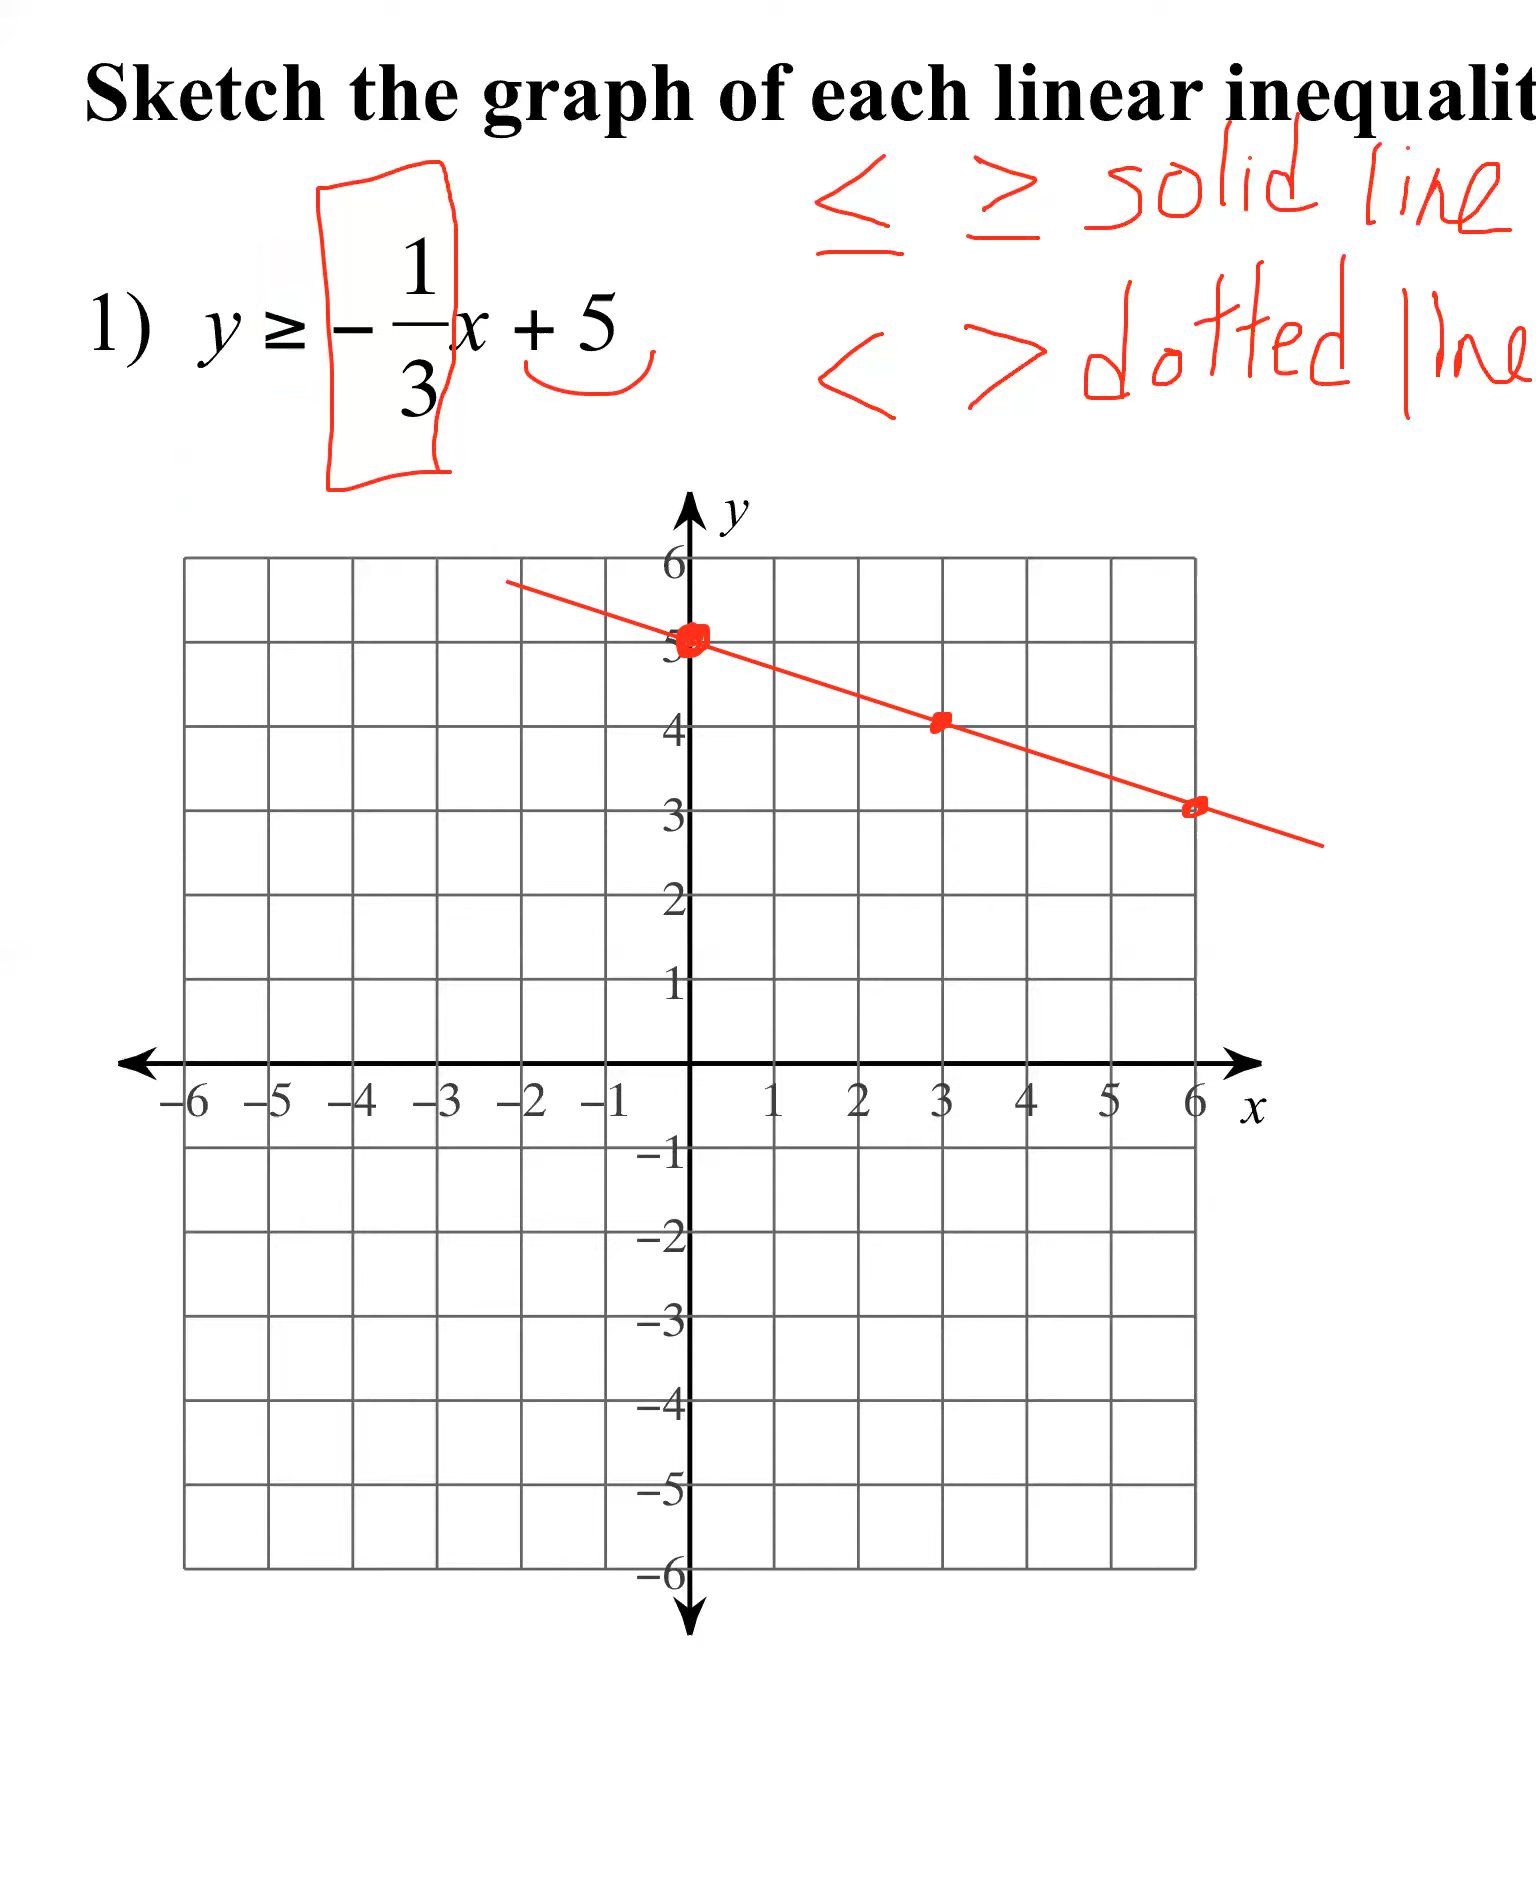 Sketch the graph of each linear inequalit
≤ ≥ solid line
1) y ≥ - 1/3 x + 5
< > dotted line
y
6
5
4
3
2
1
-6 -5 -4 -3 -2 -1 1 2 3 4 5 6 x
-1
-2
-3
-4
-5
-6